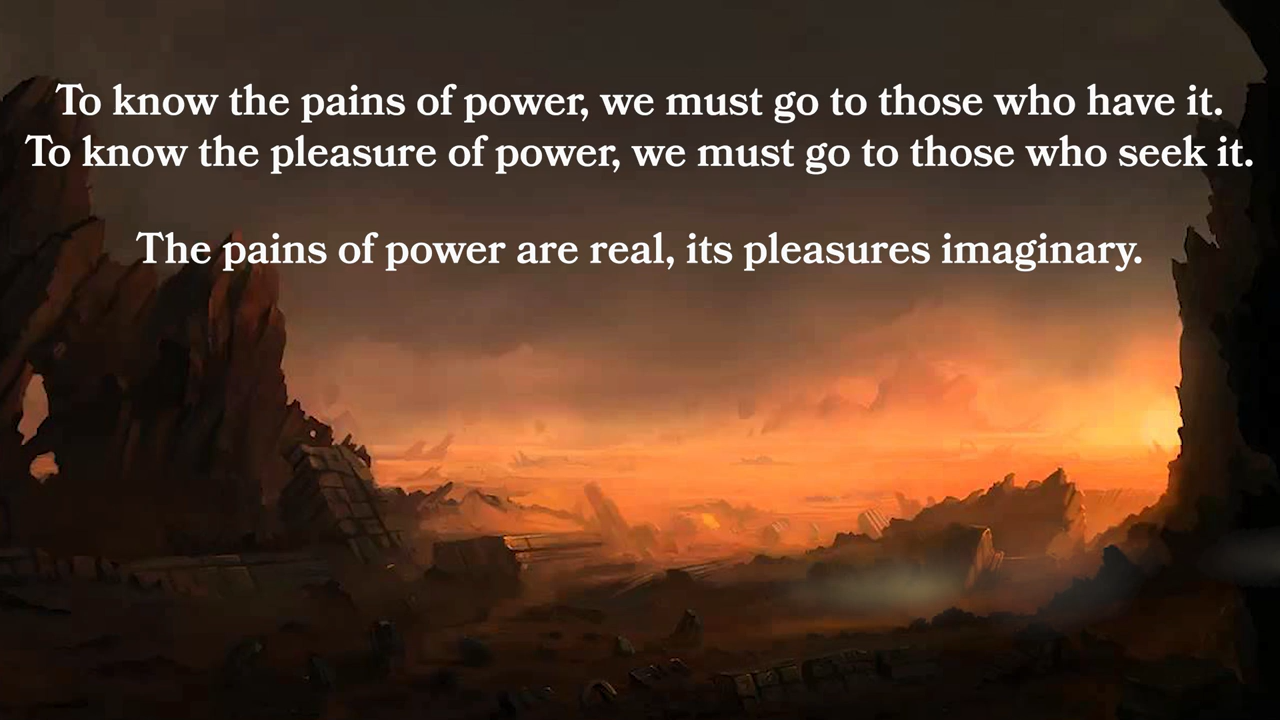 To know the pains of power, we must go to those who have it.
To know the pleasure of power, we must go to those who seek it.
The pains of power are real, its pleasures imaginary.